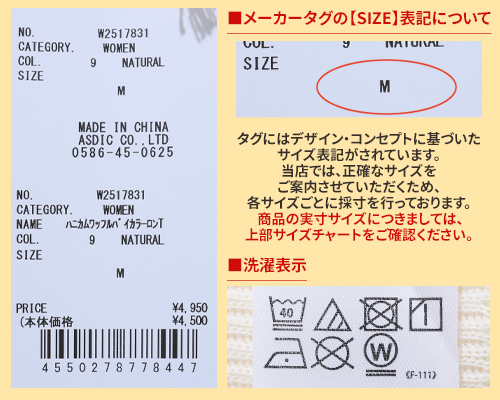 NO. W2517831
CATEGORY. WOMEN
COL. 9 NATURAL
SIZE
M
MADE IN CHINA
ASDIC CO.,LTD
0586-45-0625
NO. W2517831
CATEGORY. WOMEN
NAME ハニカムワッフルバイカラーロンT
COL. 9 NATURAL
SIZE
M
PRICE ¥4,950
(本体価格 ¥4,500
4550278778447
■メーカータグの【SIZE】表記について
COL. 9 NATURAL
SIZE
M
タグにはデザイン・コンセプトに基づいた
サイズ表記がされています。
当店では、正確なサイズを
ご案内させていただくため、
各サイズごとに採寸を行っております。
商品の実寸サイズにつきましては、
上部サイズチャートをご確認ください。
■洗濯表示
40
1
W
《F-111》